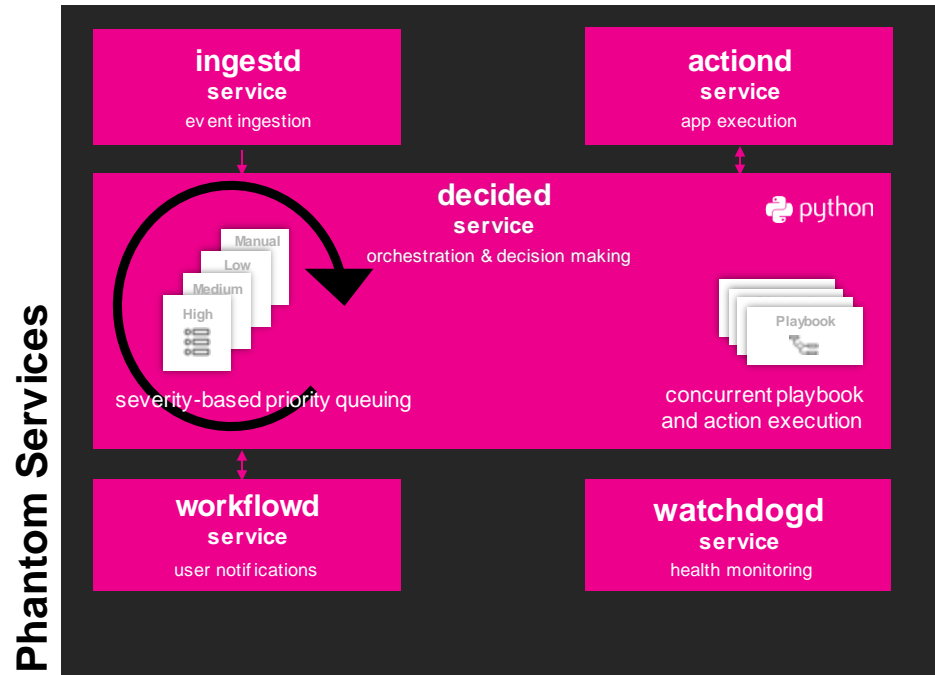 Phantom Services
ingestd
service
event ingestion
actiond
service
app execution
decided
service
orchestration & decision making
python
Manual
Low
Medium
High
severity-based priority queuing
Playbook
concurrent playbook
and action execution
workflowd
service
user notifications
watchdogd
service
health monitoring